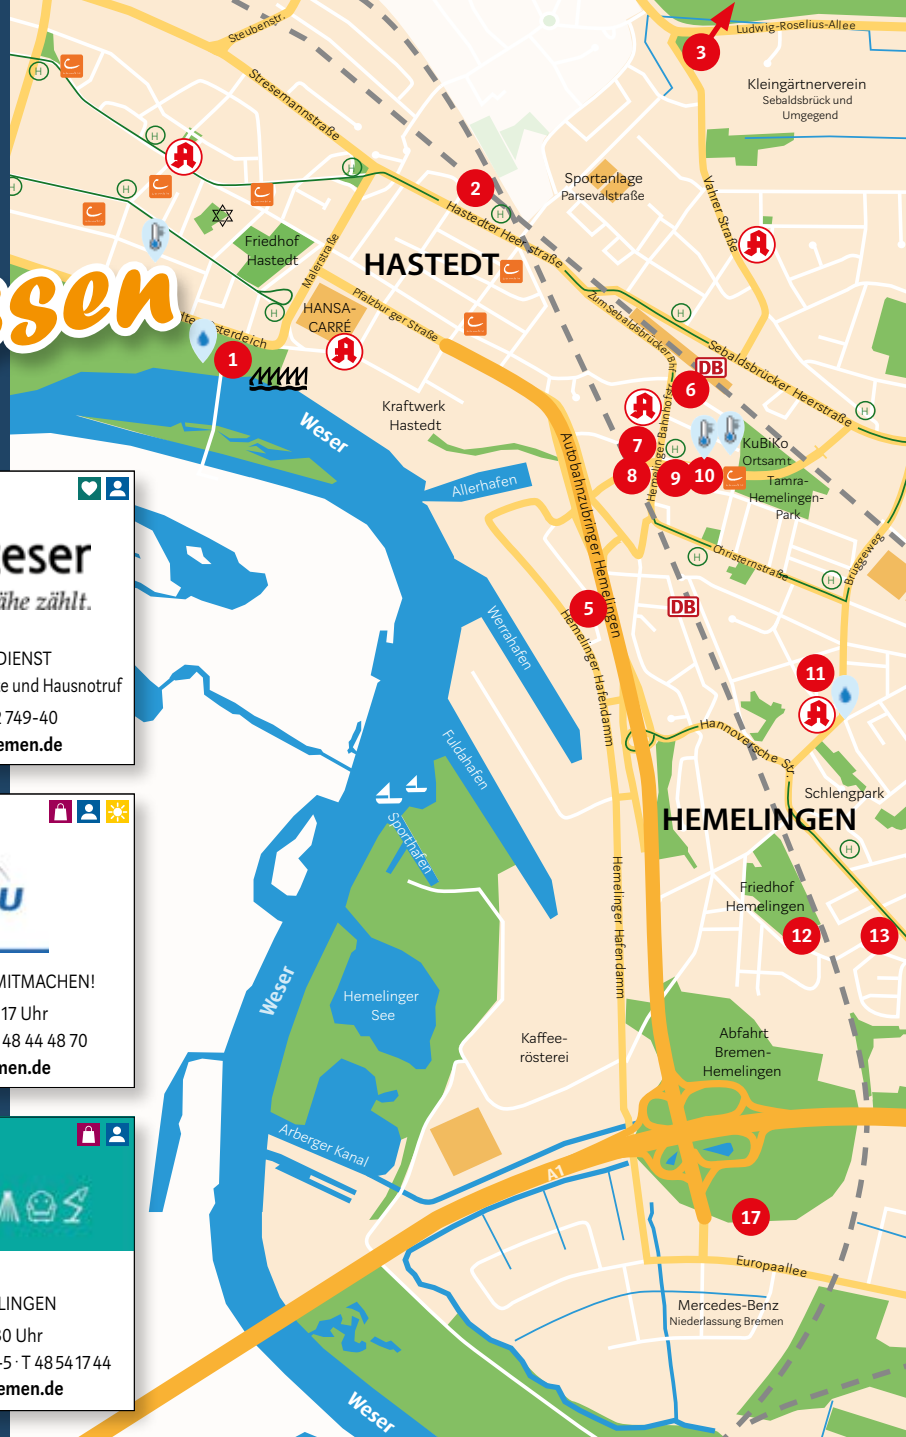 Steubenstr.
Ludwig-Roselius-Allee
3
H
Stresemannstraße
Kleingärtnerverein
Sebaldsbrück und
Umgegend
H
A
H
2
Sportanlage
Parsevalstraße
H
H
Vahrer Straße
A
Hastedter Heerstraße
H
Friedhof
Hastedt
Malerstraße
HASTEDT
ssen
HANSA-
CARRÉ
Pfalzburger Straße
Zum Sebaldsbrücker Bhf
H
H
Osterdeich
1
A
Sebaldsbrücker Heerstraße
DB
6
Kraftwerk
Hastedt
Weser
A
H
7
Hemelinger Bahnhofstr.
H
KuBiKo
Ortsamt
8
9
10
Tamra-
Hemelingen-
Park
Allerhafen
Autobahnzubringer Hemelingen
eser
ähe zählt.
Christernstraße
H
H
Brüggeweg
5
DB
Werrahafen
Hemelinger Hafendamm
DIENST
e und Hausnotruf
2 749-40
emen.de
11
A
Fuldahafen
Hannoversche Str.
Schlengpark
Sporthafen
HEMELINGEN
H
U
Hemelinger Hafendamm
Friedhof
Hemelingen
12
13
MITMACHEN!
17 Uhr
48 44 48 70
men.de
Weser
Hemelinger
See
Kaffee-
rösterei
Abfahrt
Bremen-
Hemelingen
Arberger Kanal
A1
17
Europaallee
LINGEN
30 Uhr
-5 · T 48 54 17 44
emen.de
Mercedes-Benz
Niederlassung Bremen
Weser